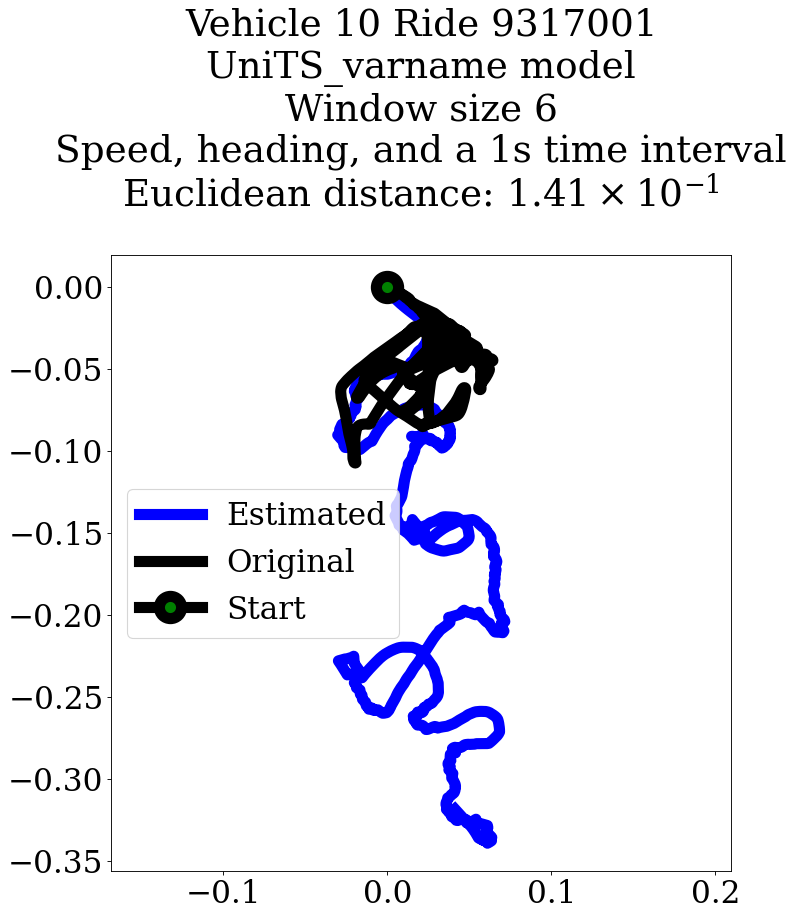 Vehicle 10 Ride 9317001
UniTS_varname model
Window size 6
Speed, heading, and a 1s time interval
Euclidean distance: 1.41 × 10⁻¹
0.00
−0.05
−0.10
−0.15
−0.20
−0.25
−0.30
−0.35
Estimated
Original
Start
−0.1
0.0
0.1
0.2